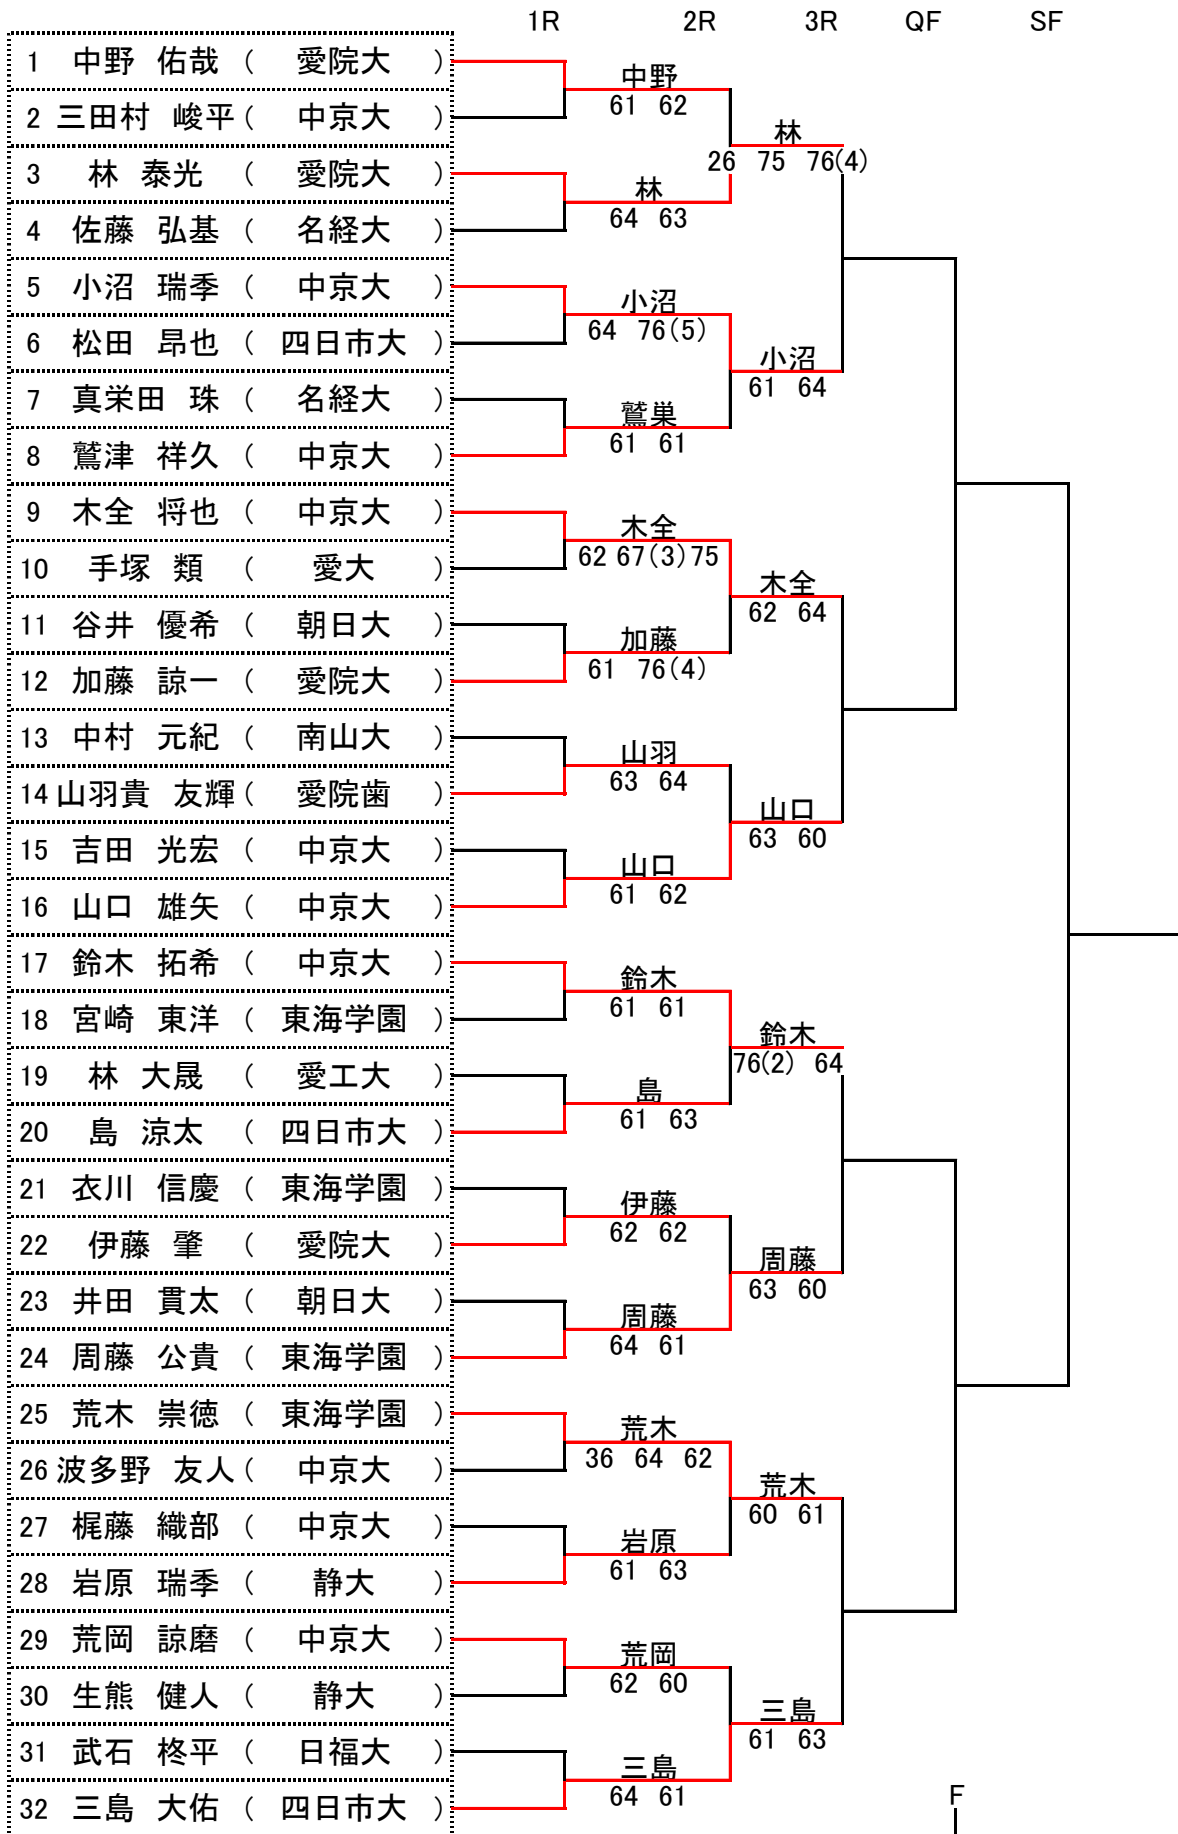 1R 2R 3R QF SF
1 中野 佑哉 ( 愛院大 )
中野
61 62
2 三田村 峻平 ( 中京大 )
林
26 75 76(4)
3 林 泰光 ( 愛院大 )
林
64 63
4 佐藤 弘基 ( 名経大 )
5 小沼 瑞季 ( 中京大 )
小沼
64 76(5)
6 松田 昂也 ( 四日市大 )
小沼
61 64
7 真栄田 珠 ( 名経大 )
鷲巣
61 61
8 鷲津 祥久 ( 中京大 )
9 木全 将也 ( 中京大 )
木全
62 67(3) 75
10 手塚 類 ( 愛大 )
木全
62 64
11 谷井 優希 ( 朝日大 )
加藤
61 76(4)
12 加藤 諒一 ( 愛院大 )
13 中村 元紀 ( 南山大 )
山羽
63 64
14 山羽貴 友輝 ( 愛院歯 )
山口
63 60
15 吉田 光宏 ( 中京大 )
山口
61 62
16 山口 雄矢 ( 中京大 )
17 鈴木 拓希 ( 中京大 )
鈴木
61 61
18 宮崎 東洋 ( 東海学園 )
鈴木
76(2) 64
19 林 大晟 ( 愛工大 )
島
61 63
20 島 涼太 ( 四日市大 )
21 衣川 信慶 ( 東海学園 )
伊藤
62 62
22 伊藤 肇 ( 愛院大 )
周藤
63 60
23 井田 貫太 ( 朝日大 )
周藤
64 61
24 周藤 公貴 ( 東海学園 )
25 荒木 崇徳 ( 東海学園 )
荒木
36 64 62
26 波多野 友人 ( 中京大 )
荒木
60 61
27 梶藤 織部 ( 中京大 )
岩原
61 63
28 岩原 瑞季 ( 静大 )
29 荒岡 諒磨 ( 中京大 )
荒岡
62 60
30 生熊 健人 ( 静大 )
三島
61 63
31 武石 柊平 ( 日福大 )
三島
64 61
32 三島 大佑 ( 四日市大 )
F